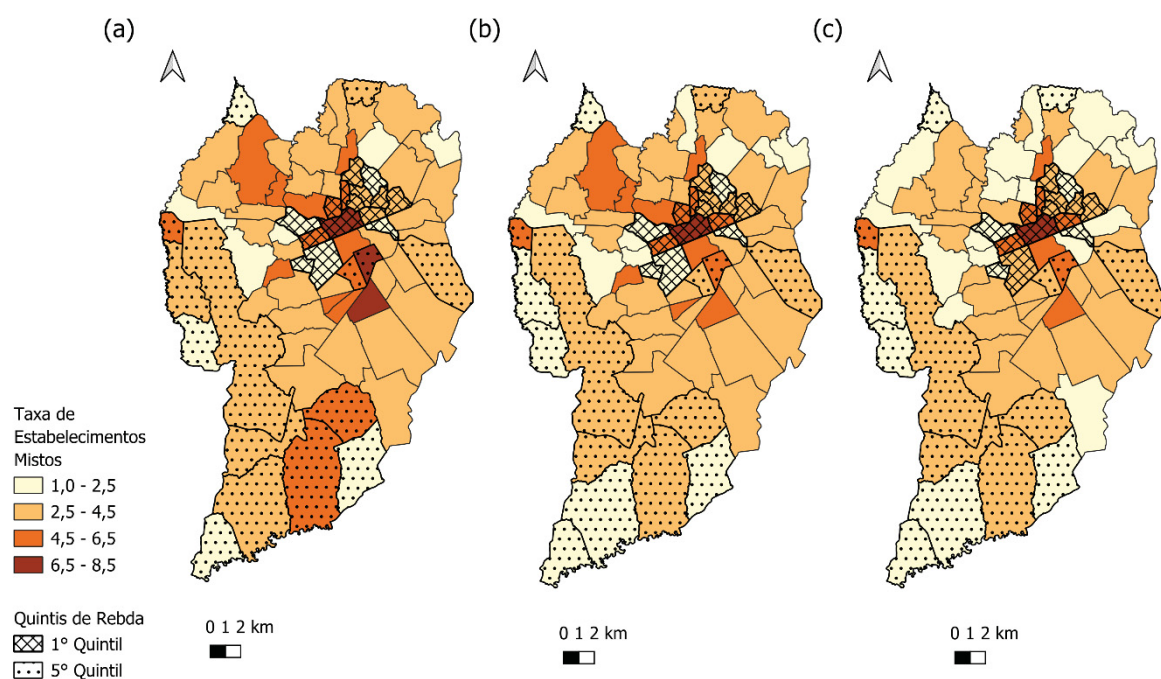 (a)
(b)
(c)
Taxa de
Estabelecimentos
Mistos
1,0 - 2,5
2,5 - 4,5
4,5 - 6,5
6,5 - 8,5
Quintis de Rebda
1° Quintil
5° Quintil
0 1 2 km
0 1 2 km
0 1 2 km